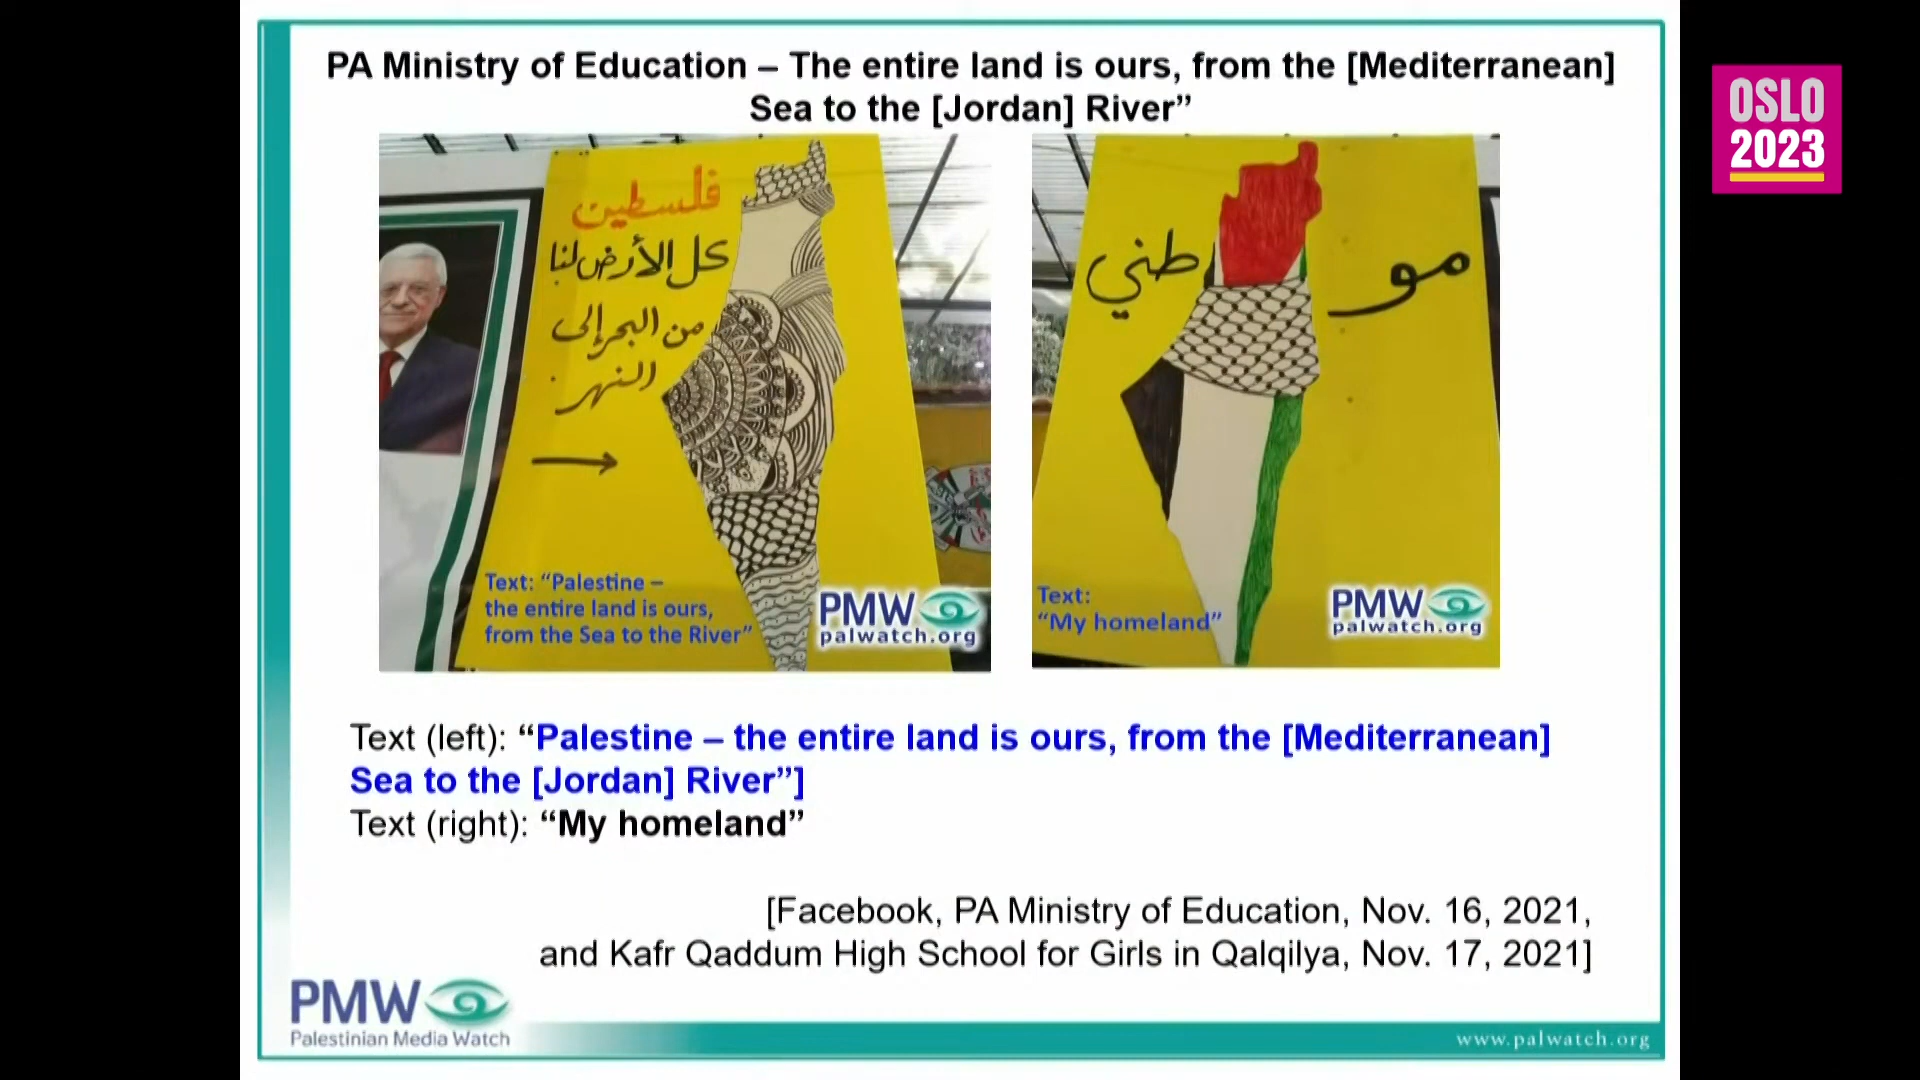 PA Ministry of Education – The entire land is ours, from the [Mediterranean]
Sea to the [Jordan] River”
OSLO
2023
فلسطين
كل الأرض لنا
من البحر إلى
النهر
Text: “Palestine –
the entire land is ours,
from the Sea to the River”
PMW
palwatch.org
موطني
Text:
“My homeland”
PMW
palwatch.org
Text (left): “Palestine – the entire land is ours, from the [Mediterranean]
Sea to the [Jordan] River”]
Text (right): “My homeland”
[Facebook, PA Ministry of Education, Nov. 16, 2021,
and Kafr Qaddum High School for Girls in Qalqilya, Nov. 17, 2021]
PMW
Palestinian Media Watch
www.palwatch.org